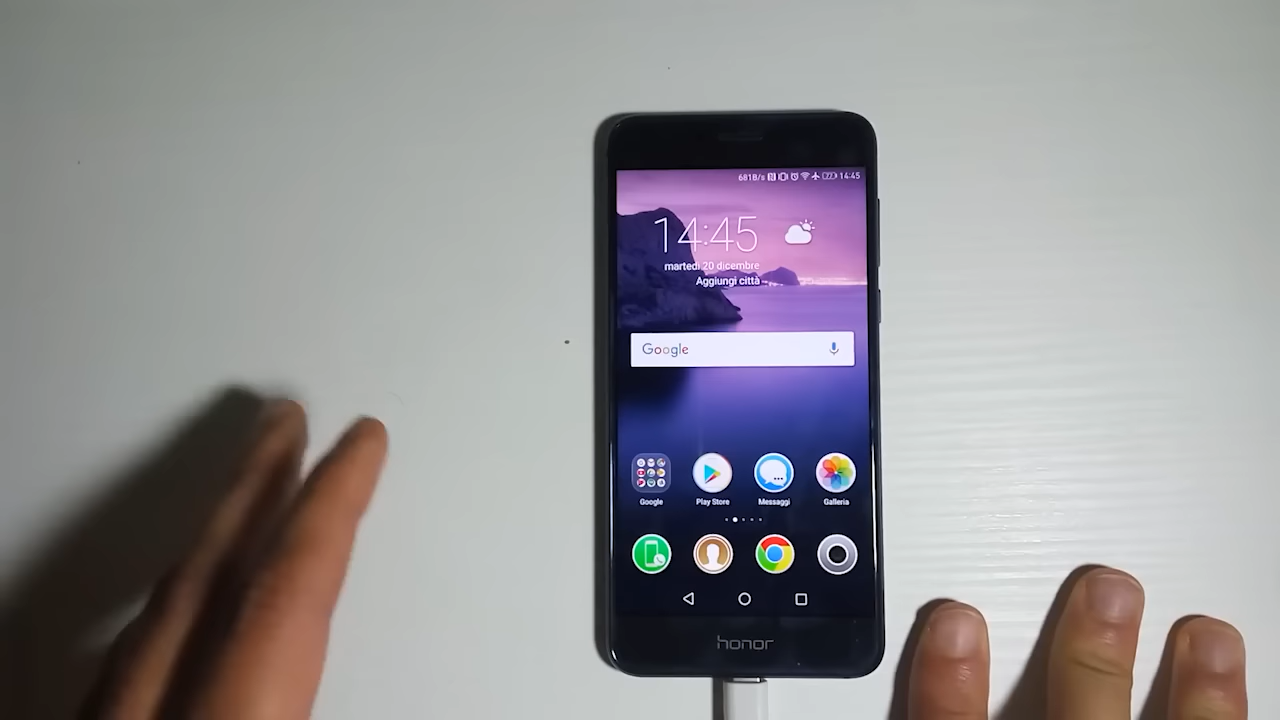 681B/s 14:45
14:45
martedì 20 dicembre
Aggiungi città
Google
Google Play Store Messaggi Galleria
honor